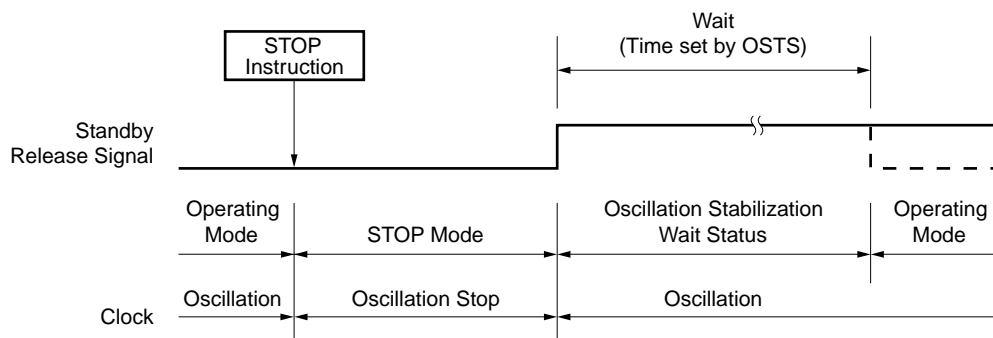 Wait
(Time set by OSTS)
STOP
Instruction
Standby
Release Signal
Operating
Mode
STOP Mode
Oscillation Stabilization
Wait Status
Operating
Mode
Clock
Oscillation
Oscillation Stop
Oscillation